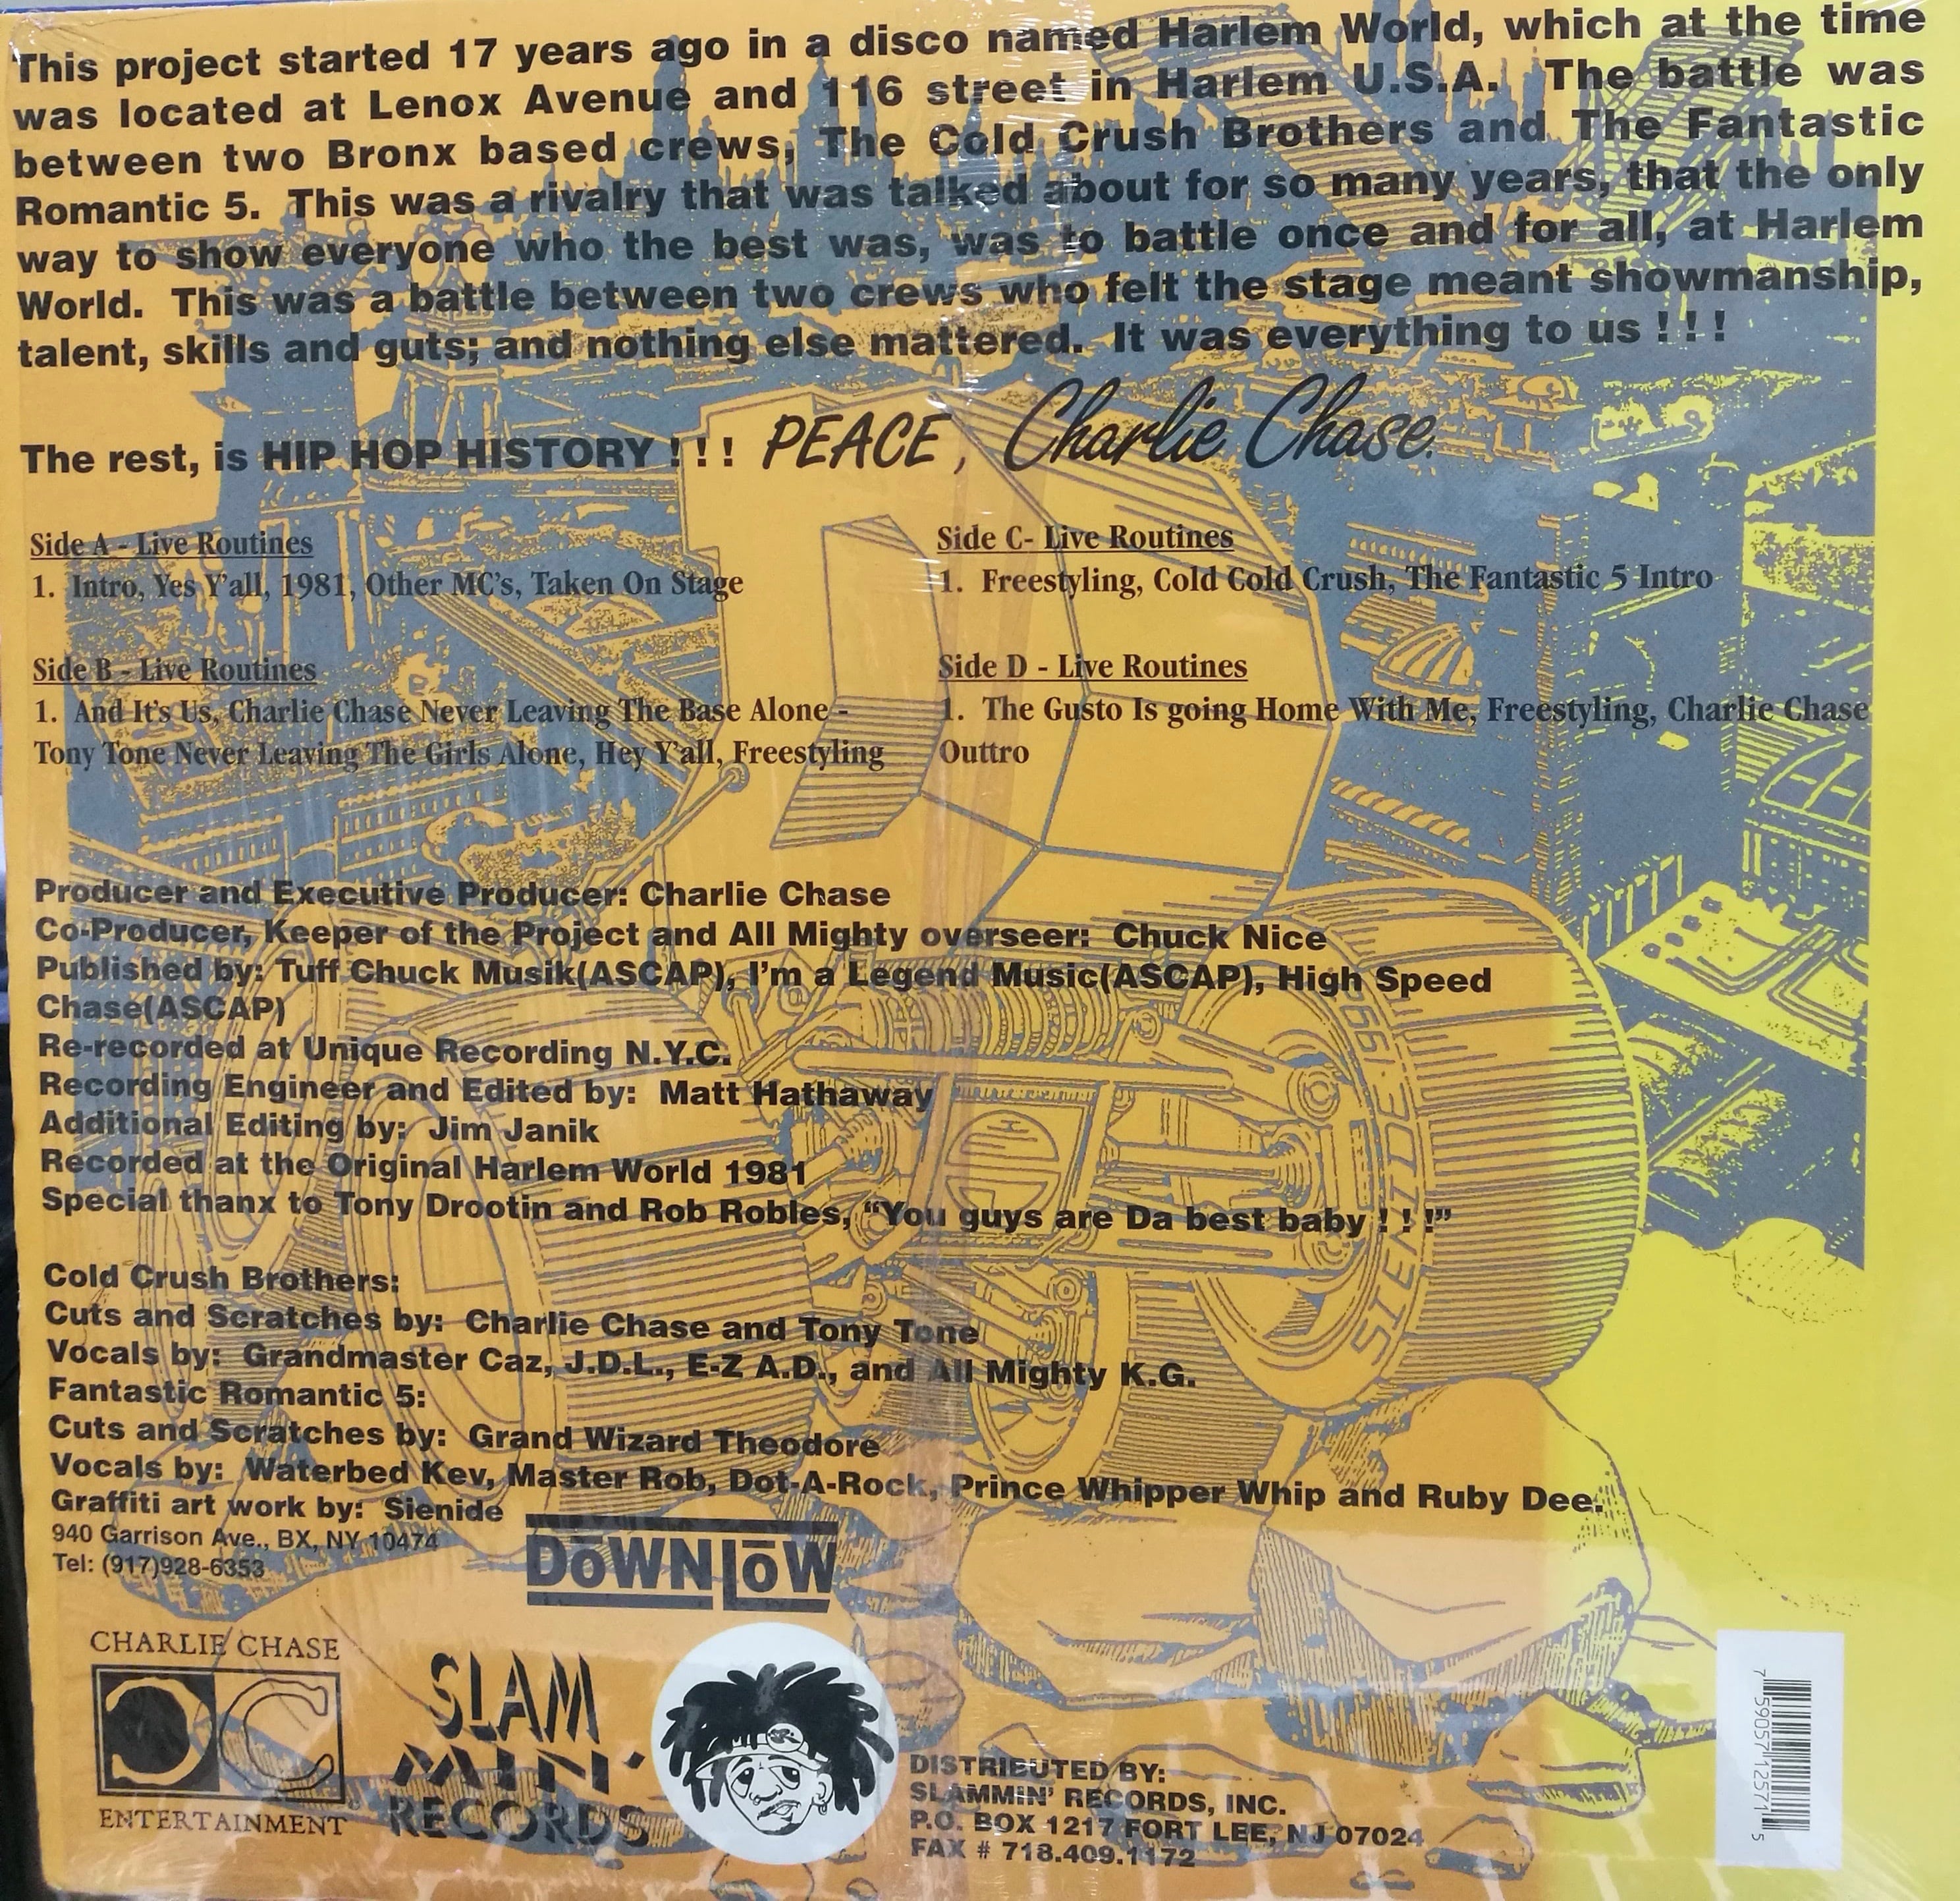 This project started 17 years ago in a disco named Harlem World, which at the time
was located at Lenox Avenue and 116 street in Harlem U.S.A. The battle was
between two Bronx based crews, The Cold Crush Brothers and The Fantastic
Romantic 5. This was a rivalry that was talked about for so many years, that the only
way to show everyone who the best was, was to battle once and for all, at Harlem
World. This was a battle between two crews who felt the stage meant showmanship,
talent, skills and guts; and nothing else mattered. It was everything to us ! ! !
The rest, is HIP HOP HISTORY ! ! ! PEACE, Charlie Chase.
Side A - Live Routines
1. Intro, Yes Y'all, 1981, Other MC's, Taken On Stage
Side B - Live Routines
1. And It's Us, Charlie Chase Never Leaving The Base Alone -
Tony Tone Never Leaving The Girls Alone, Hey Y'all, Freestyling
Side C- Live Routines
1. Freestyling, Cold Cold Crush, The Fantastic 5 Intro
Side D - Live Routines
1. The Gusto Is going Home With Me, Freestyling, Charlie Chase
Outtro
Producer and Executive Producer: Charlie Chase
Co-Producer, Keeper of the Project and All Mighty overseer: Chuck Nice
Published by: Tuff Chuck Musik(ASCAP), I'm a Legend Music(ASCAP), High Speed
Chase(ASCAP)
Re-recorded at Unique Recording N.Y.C.
Recording Engineer and Edited by: Matt Hathaway
Additional Editing by: Jim Janik
Recorded at the Original Harlem World 1981
Special thanx to Tony Drootin and Rob Robles, "You guys are Da best baby ! ! !"
Cold Crush Brothers:
Cuts and Scratches by: Charlie Chase and Tony Tone
Vocals by: Grandmaster Caz, J.D.L., E-Z A.D., and All Mighty K.G.
Fantastic Romantic 5:
Cuts and Scratches by: Grand Wizard Theodore
Vocals by: Waterbed Kev, Master Rob, Dot-A-Rock, Prince Whipper Whip and Ruby Dee.
Graffiti art work by: Sienide
940 Garrison Ave., BX, NY 10474
Tel: (917)928-6353
DōWN LōW
CHARLIE CHASE
CC
ENTERTAINMENT
SLAM
MIN'
RECORDS
DISTRIBUTED BY:
SLAMMIN' RECORDS, INC.
P.O. BOX 1217 FORT LEE, NJ 07024
FAX # 718.409.1172
7 59057 12571 5
SIENIDE 1998